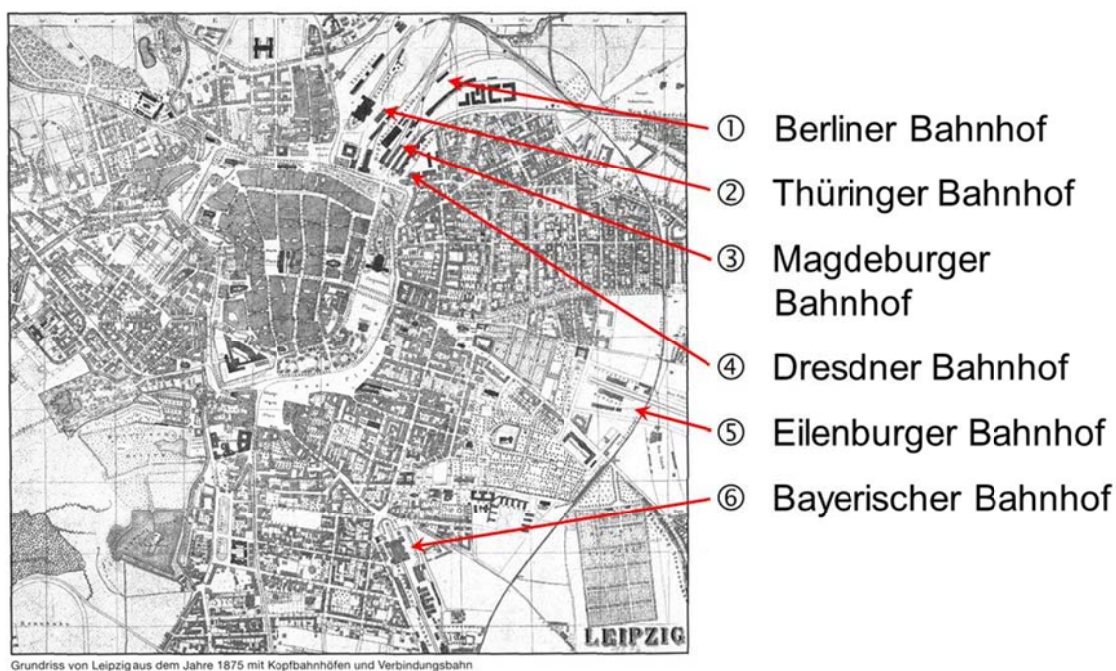 ① Berliner Bahnhof
② Thüringer Bahnhof
③ Magdeburger
Bahnhof
④ Dresdner Bahnhof
⑤ Eilenburger Bahnhof
⑥ Bayerischer Bahnhof
LEIPZIG
Grundriss von Leipzig aus dem Jahre 1875 mit Kopfbahnhöfen und Verbindungsbahn